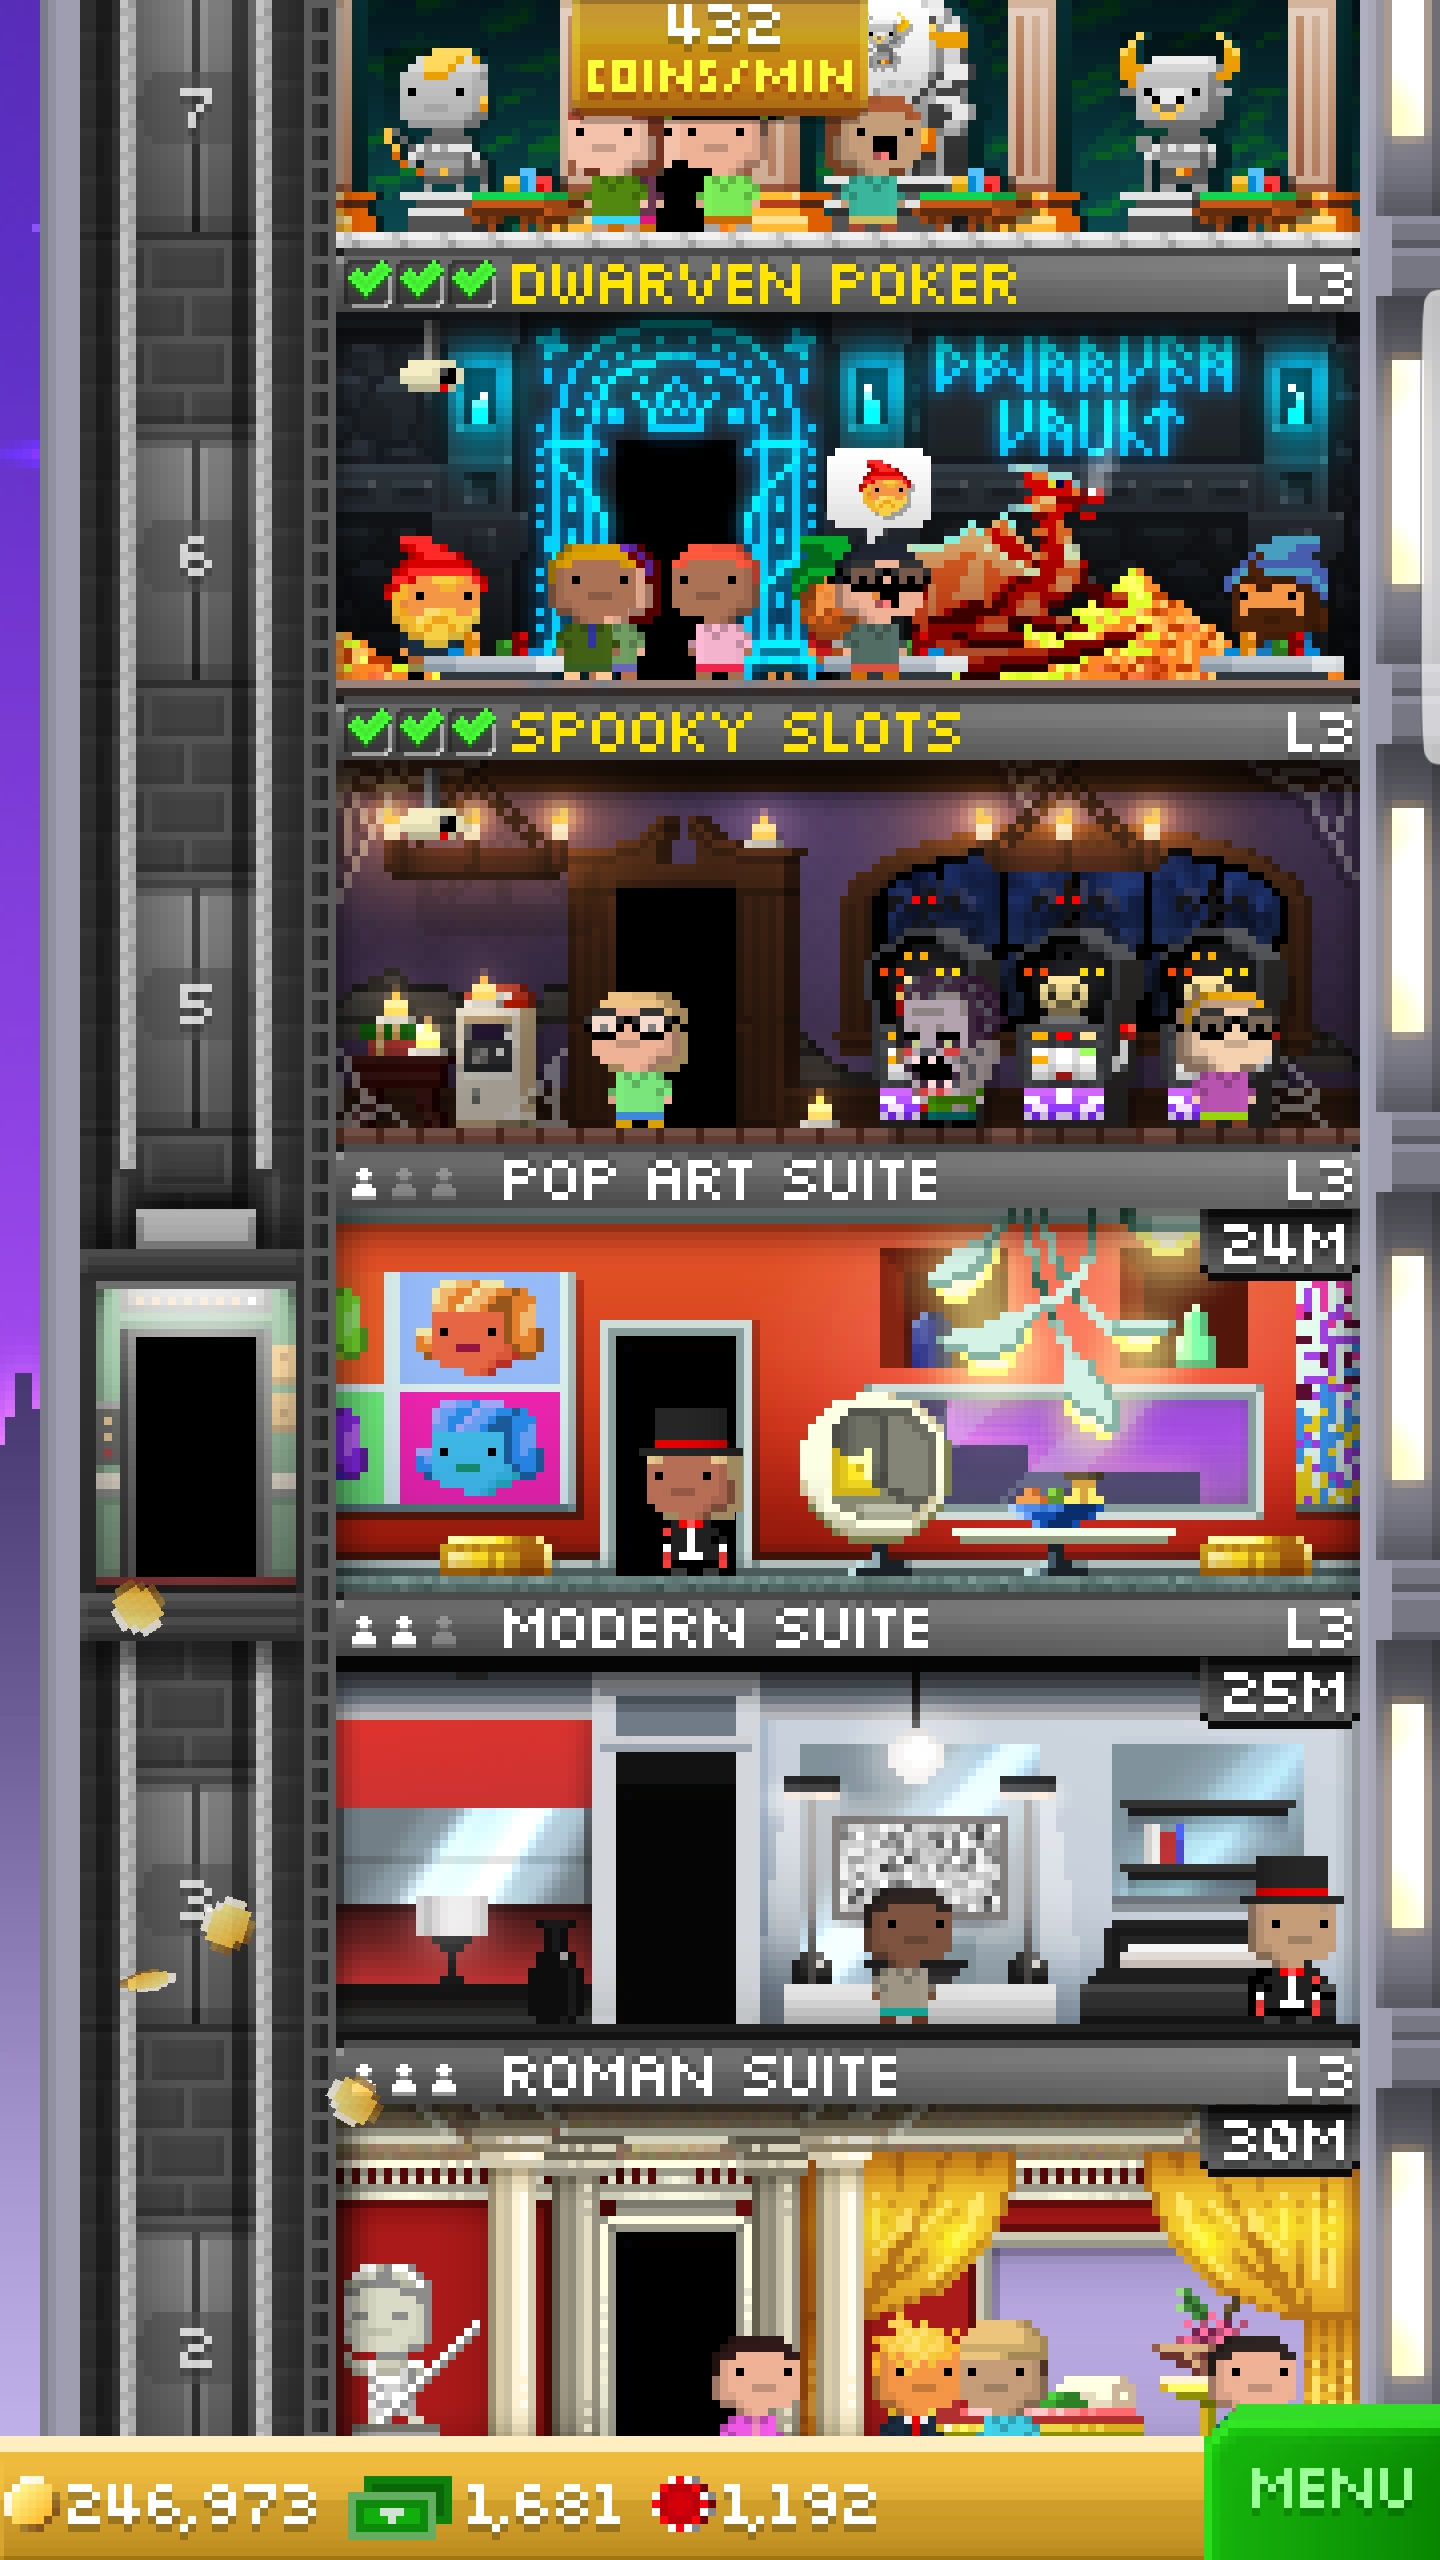 432
COINS/MIN
7
DWARVEN POKER L3
DWARVEN
VAULT
6
SPOOKY SLOTS L3
5
POP ART SUITE L3
24M
MODERN SUITE L3
25M
3
ROMAN SUITE L3
30M
2
246,973 1,681 1,192 MENU